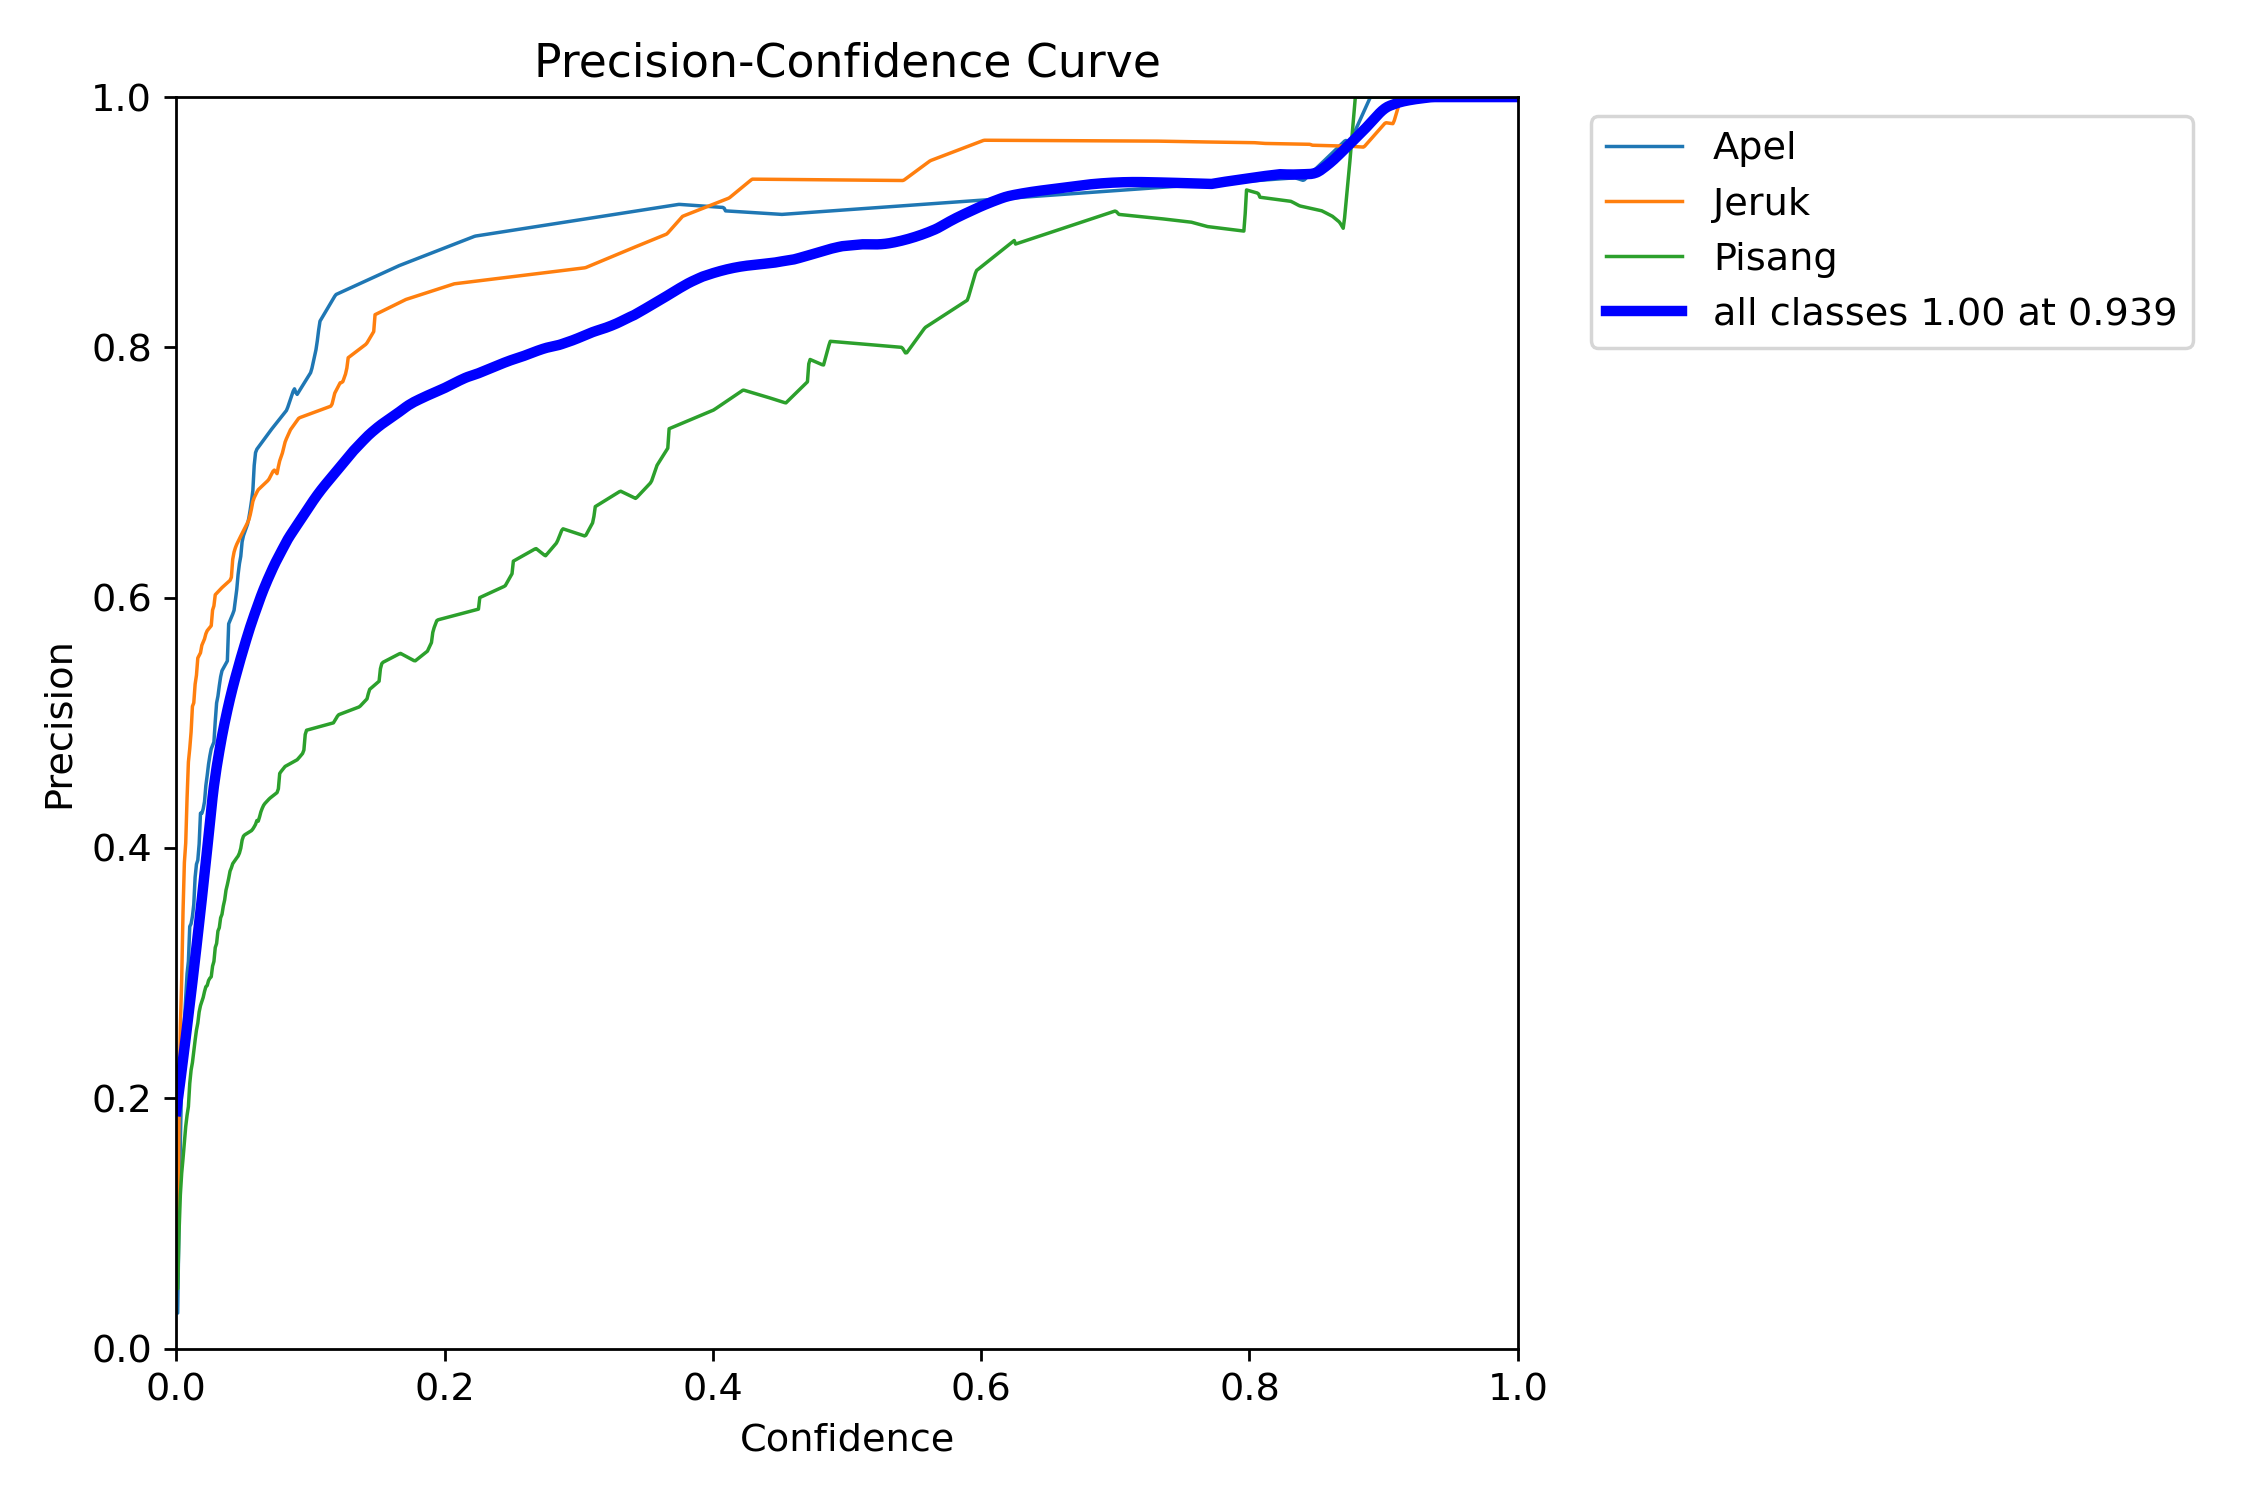 Precision-Confidence Curve
1.0
0.8
0.6
0.4
0.2
0.0
Precision
0.0 0.2 0.4 0.6 0.8 1.0
Confidence
Apel
Jeruk
Pisang
all classes 1.00 at 0.939